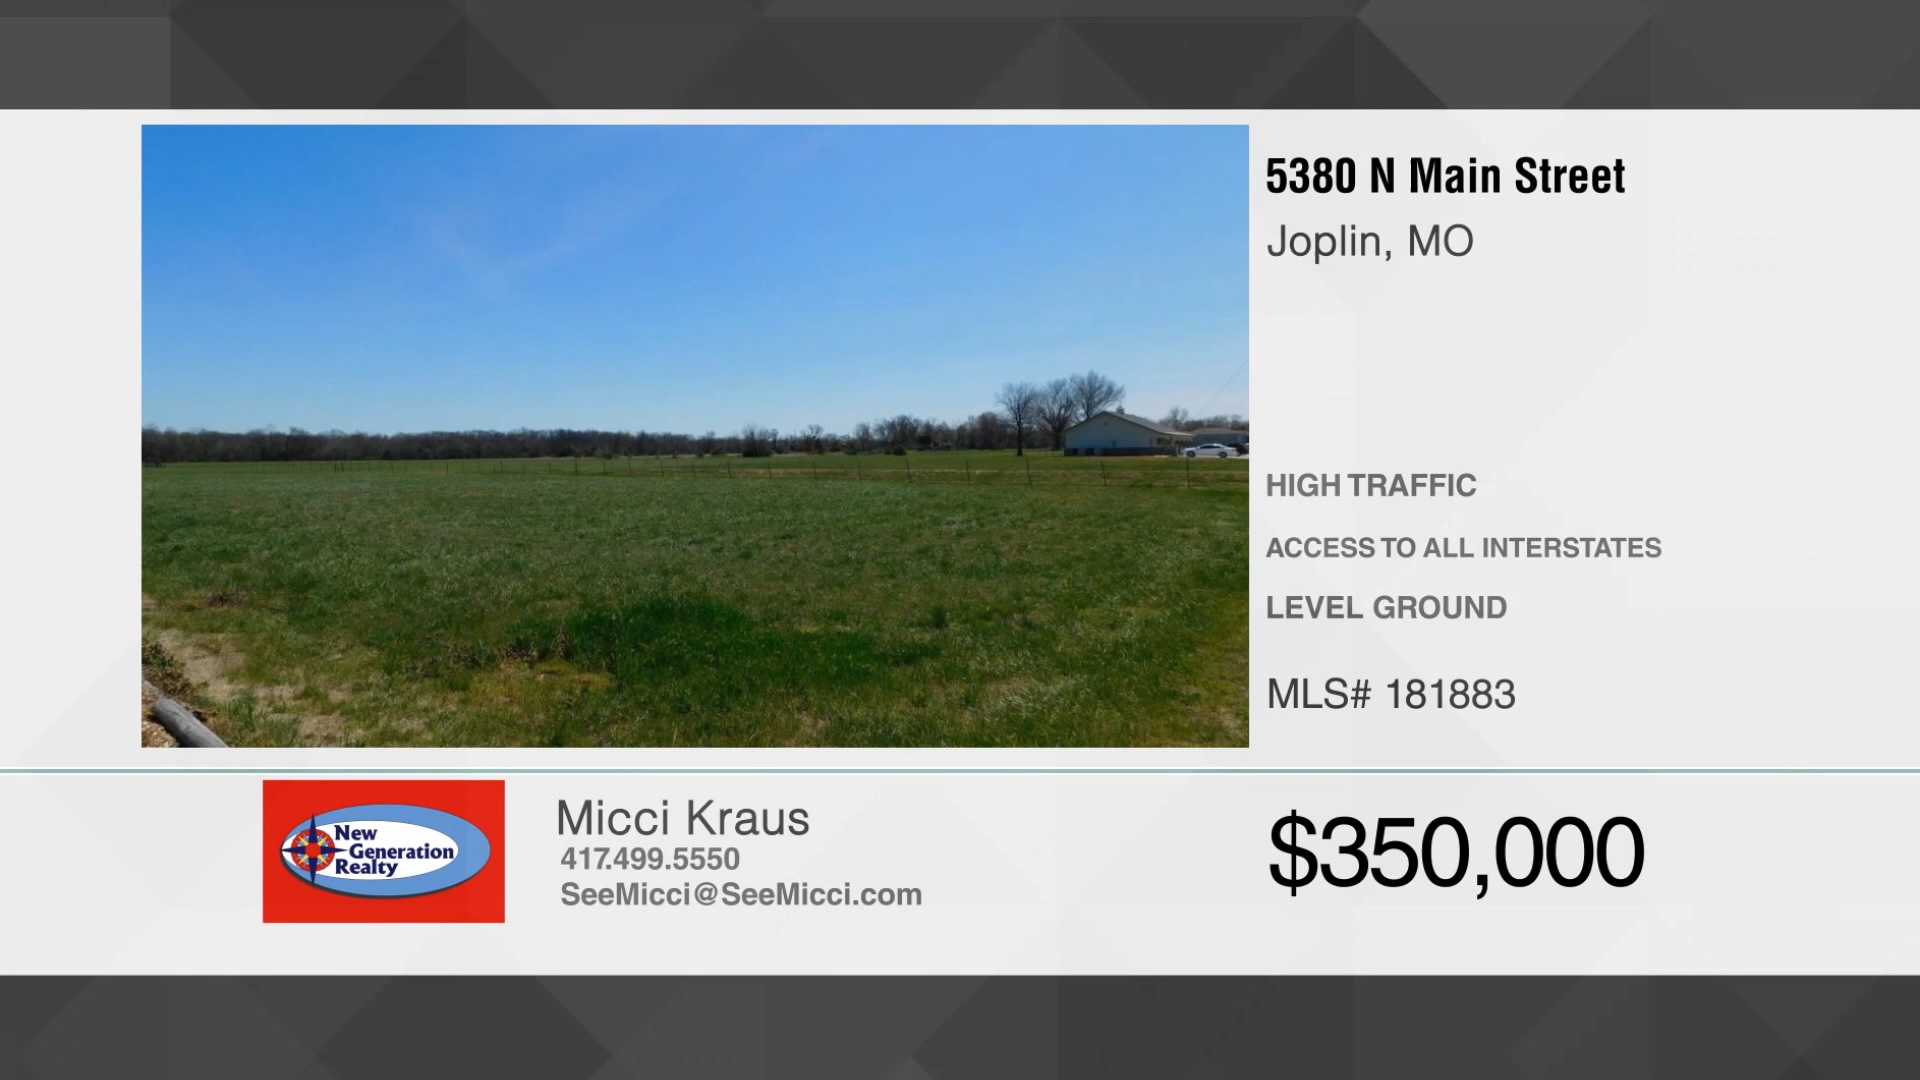 5380 N Main Street
Joplin, MO
HIGH TRAFFIC
ACCESS TO ALL INTERSTATES
LEVEL GROUND
MLS# 181883
New
Generation
Realty
Micci Kraus
417.499.5550
SeeMicci@SeeMicci.com
$350,000